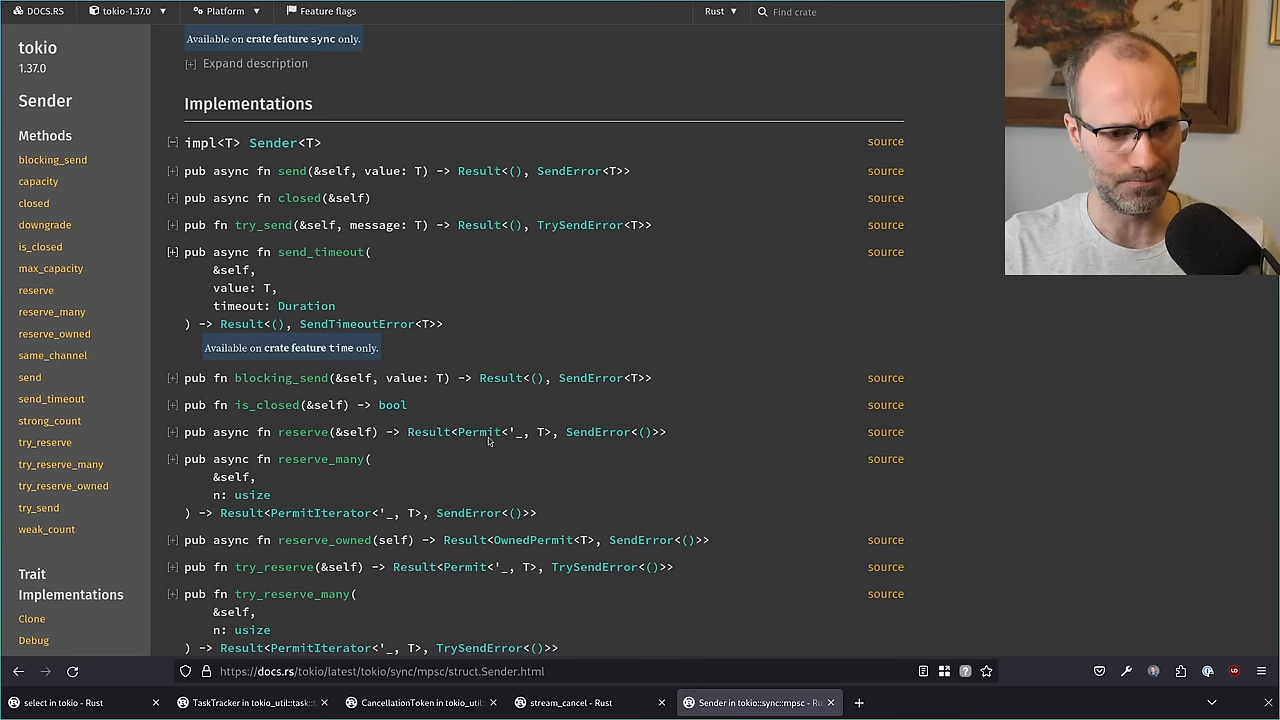 DOCS.RS tokio-1.37.0 Platform Feature flags Rust Find crate
tokio
1.37.0
Sender
Methods
blocking_send
capacity
closed
downgrade
is_closed
max_capacity
reserve
reserve_many
reserve_owned
same_channel
send
send_timeout
strong_count
try_reserve
try_reserve_many
try_reserve_owned
try_send
weak_count
Trait
Implementations
Clone
Debug
Available on crate feature sync only.
[+] Expand description
Implementations
[−] impl<T> Sender<T> source
[+] pub async fn send(&self, value: T) -> Result<(), SendError<T>> source
[+] pub async fn closed(&self) source
[+] pub fn try_send(&self, message: T) -> Result<(), TrySendError<T>> source
[+] pub async fn send_timeout( source
&self,
value: T,
timeout: Duration
) -> Result<(), SendTimeoutError<T>>
Available on crate feature time only.
[+] pub fn blocking_send(&self, value: T) -> Result<(), SendError<T>> source
[+] pub fn is_closed(&self) -> bool source
[+] pub async fn reserve(&self) -> Result<Permit<'_, T>, SendError<()>> source
[+] pub async fn reserve_many( source
&self,
n: usize
) -> Result<PermitIterator<'_, T>, SendError<()>>
[+] pub async fn reserve_owned(self) -> Result<OwnedPermit<T>, SendError<()>> source
[+] pub fn try_reserve(&self) -> Result<Permit<'_, T>, TrySendError<()>> source
[+] pub fn try_reserve_many( source
&self,
n: usize
) -> Result<PermitIterator<'_, T>, TrySendError<()>>
https://docs.rs/tokio/latest/tokio/sync/mpsc/struct.Sender.html
select in tokio - Rust TaskTracker in tokio_util::task:: CancellationToken in tokio_util: stream_cancel - Rust Sender in tokio::sync::mpsc - Ru